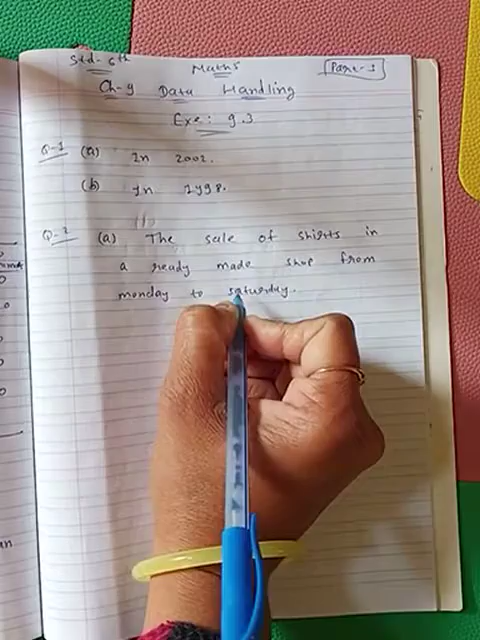 Std-6th Maths Part-1
Ch-9 Data Handling
Exe: 9.3
Q-1 (a) In 2002.
(b) In 1998.
Q-2 (a) The sale of shirts in
a ready made shop from
monday to saturday.